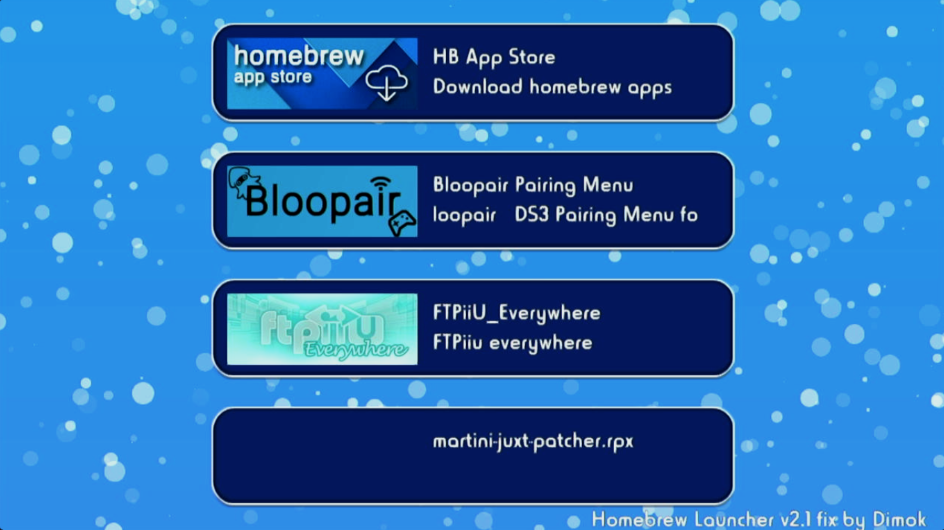 homebrew
app store
HB App Store
Download homebrew apps
Bloopair
Bloopair Pairing Menu
loopair DS3 Pairing Menu fo
ftpiiU
Everywhere
FTPiiU_Everywhere
FTPiiu everywhere
martini-juxt-patcher.rpx
Homebrew Launcher v2.1 fix by Dimok